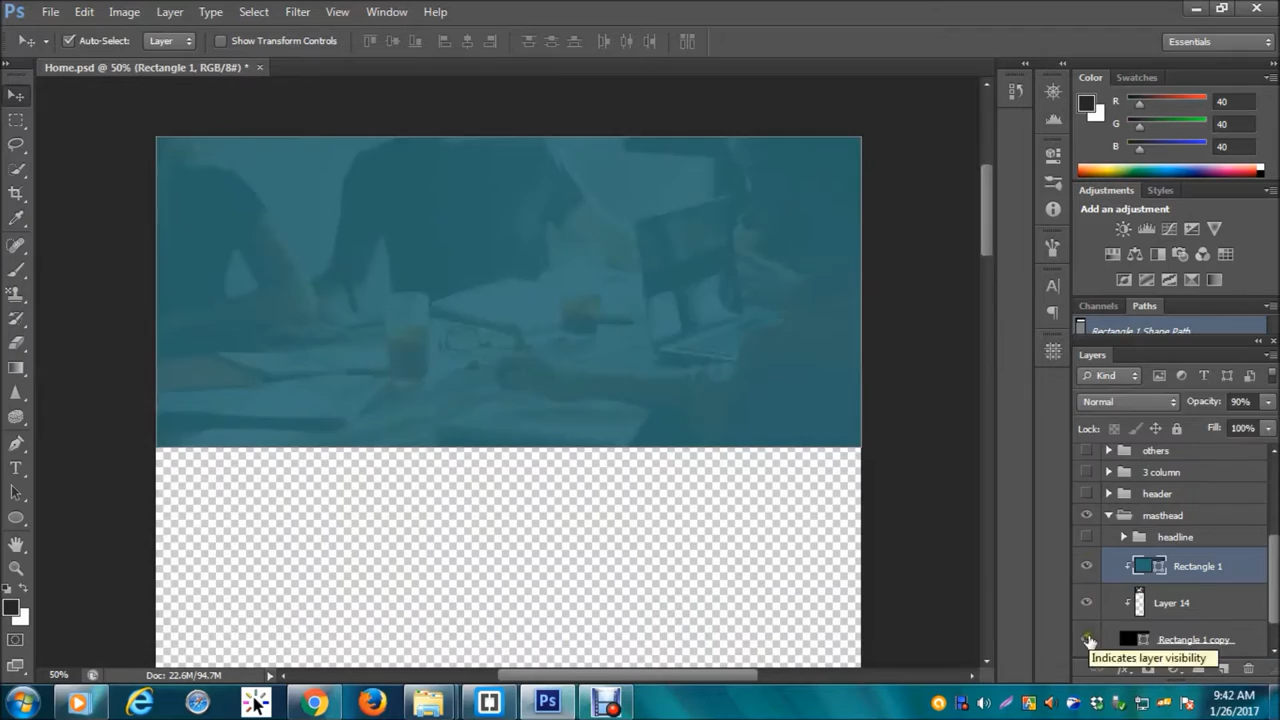 Ps File Edit Image Layer Type Select Filter View Window Help
Auto-Select: Layer Show Transform Controls Essentials
Home.psd @ 50% (Rectangle 1, RGB/8#) * ×
Color Swatches
R 40
G 40
B 40
Adjustments Styles
Add an adjustment
Channels Paths
Rectangle 1 Shape Path
Layers
Kind
Normal Opacity: 90%
Lock: Fill: 100%
others
3 column
header
masthead
headline
Rectangle 1
Layer 14
Rectangle 1 copy
Indicates layer visibility
50% Doc: 22.6M/94.7M
9:42 AM
1/26/2017